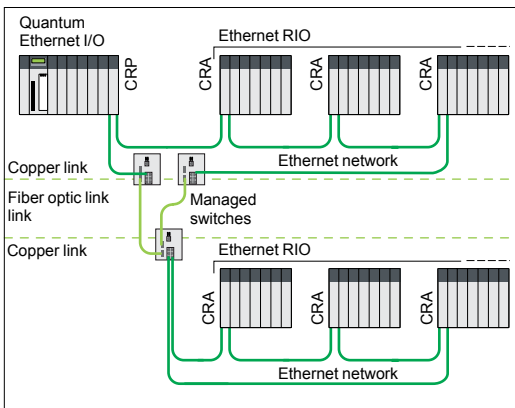 Quantum
Ethernet I/O
Ethernet RIO
CRP
CRA
CRA
CRA
Copper link
Ethernet network
Fiber optic link
link
Managed
switches
Copper link
Ethernet RIO
CRA
CRA
CRA
Ethernet network